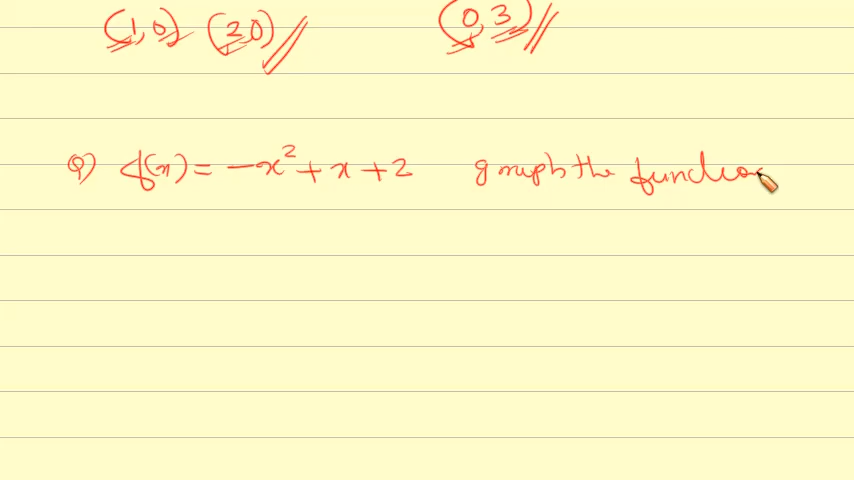 (1,0) (3,0) (0,3)
Q) f(x) = -x² + x + 2 graph the function